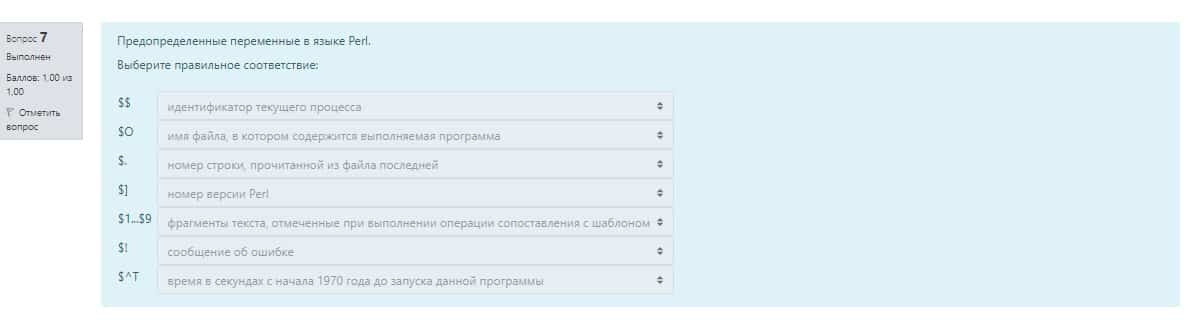 Вопрос 7
Выполнен
Баллов: 1,00 из
1,00
Отметить
вопрос
Предопределенные переменные в языке Perl.
Выберите правильное соответствие:
$$ идентификатор текущего процесса
$O имя файла, в котором содержится выполняемая программа
$. номер строки, прочитанной из файла последней
$] номер версии Perl
$1...$9 фрагменты текста, отмеченные при выполнении операции сопоставления с шаблоном
$! сообщение об ошибке
$^T время в секундах с начала 1970 года до запуска данной программы